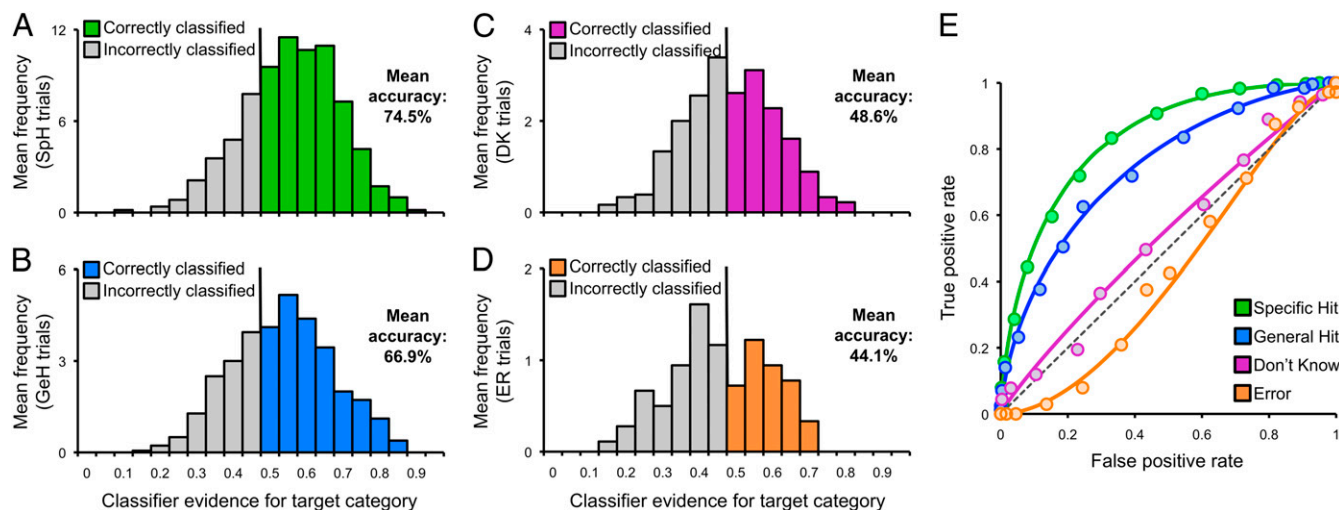 A
12
6
0
Mean frequency
(SpH trials)
Correctly classified
Incorrectly classified
Mean
accuracy:
74.5%
B
6
3
0
Mean frequency
(GeH trials)
Correctly classified
Incorrectly classified
Mean
accuracy:
66.9%
0 0.1 0.2 0.3 0.4 0.5 0.6 0.7 0.8 0.9
Classifier evidence for target category
C
4
2
0
Mean frequency
(DK trials)
Correctly classified
Incorrectly classified
Mean
accuracy:
48.6%
D
2
1
0
Mean frequency
(ER trials)
Correctly classified
Incorrectly classified
Mean
accuracy:
44.1%
0 0.1 0.2 0.3 0.4 0.5 0.6 0.7 0.8 0.9
Classifier evidence for target category
E
1
0.8
0.6
0.4
0.2
0
True positive rate
Specific Hit
General Hit
Don't Know
Error
0 0.2 0.4 0.6 0.8 1
False positive rate